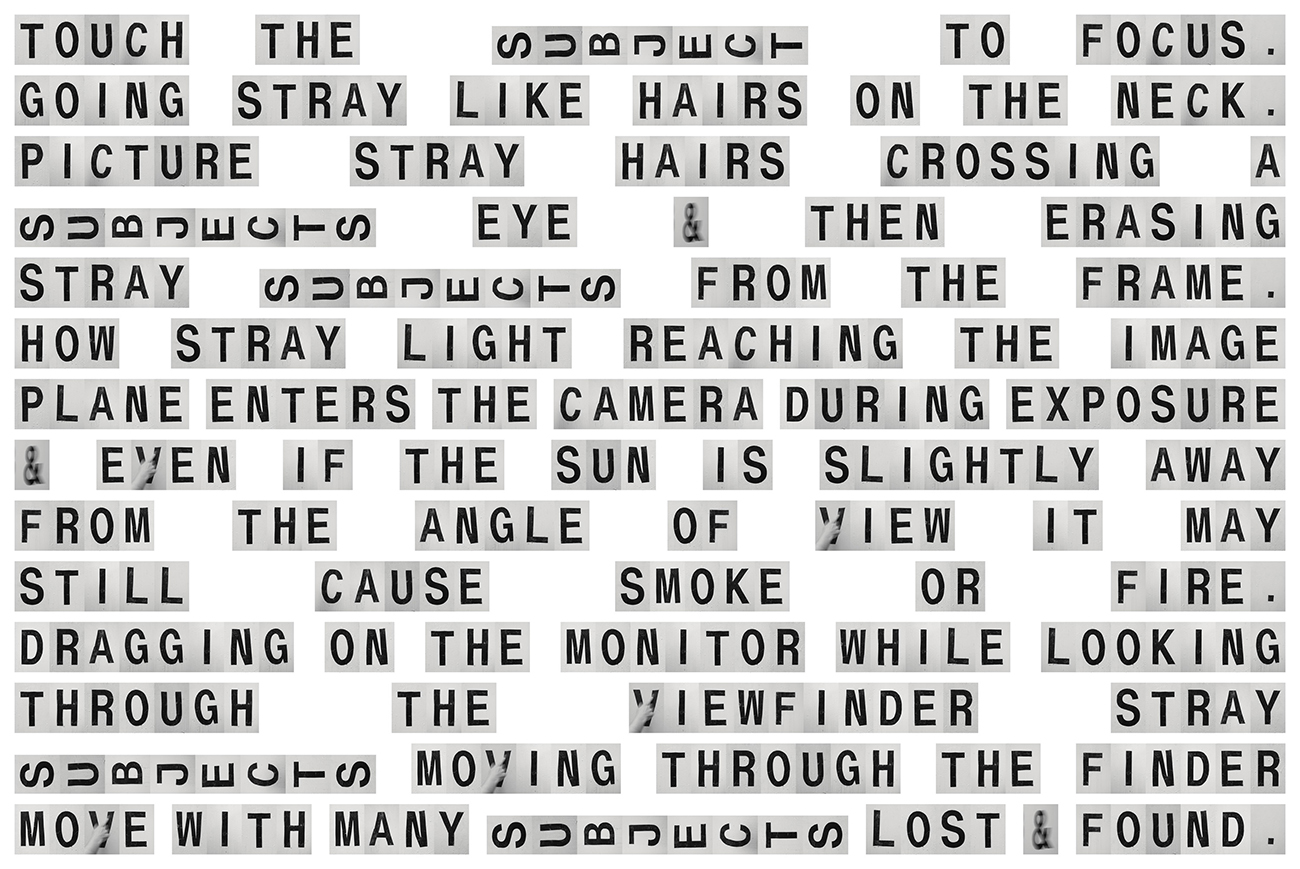 TOUCH THE SUBJECT TO FOCUS.
GOING STRAY LIKE HAIRS ON THE NECK.
PICTURE STRAY HAIRS CROSSING A
SUBJECTS EYE & THEN ERASING
STRAY SUBJECTS FROM THE FRAME.
HOW STRAY LIGHT REACHING THE IMAGE
PLANE ENTERS THE CAMERA DURING EXPOSURE
& EVEN IF THE SUN IS SLIGHTLY AWAY
FROM THE ANGLE OF VIEW IT MAY
STILL CAUSE SMOKE OR FIRE.
DRAGGING ON THE MONITOR WHILE LOOKING
THROUGH THE VIEWFINDER STRAY
SUBJECTS MOVING THROUGH THE FINDER
MOVE WITH MANY SUBJECTS LOST & FOUND.